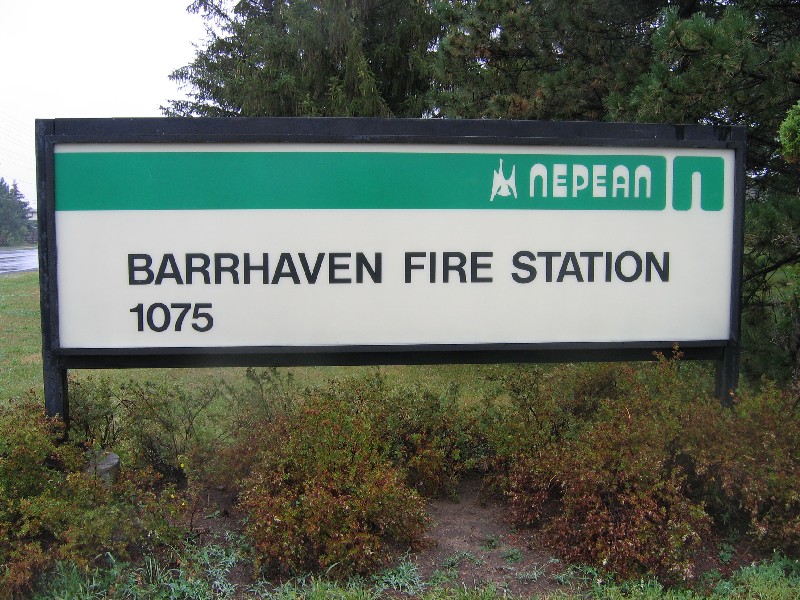 NEPEAN n
BARRHAVEN FIRE STATION
1075